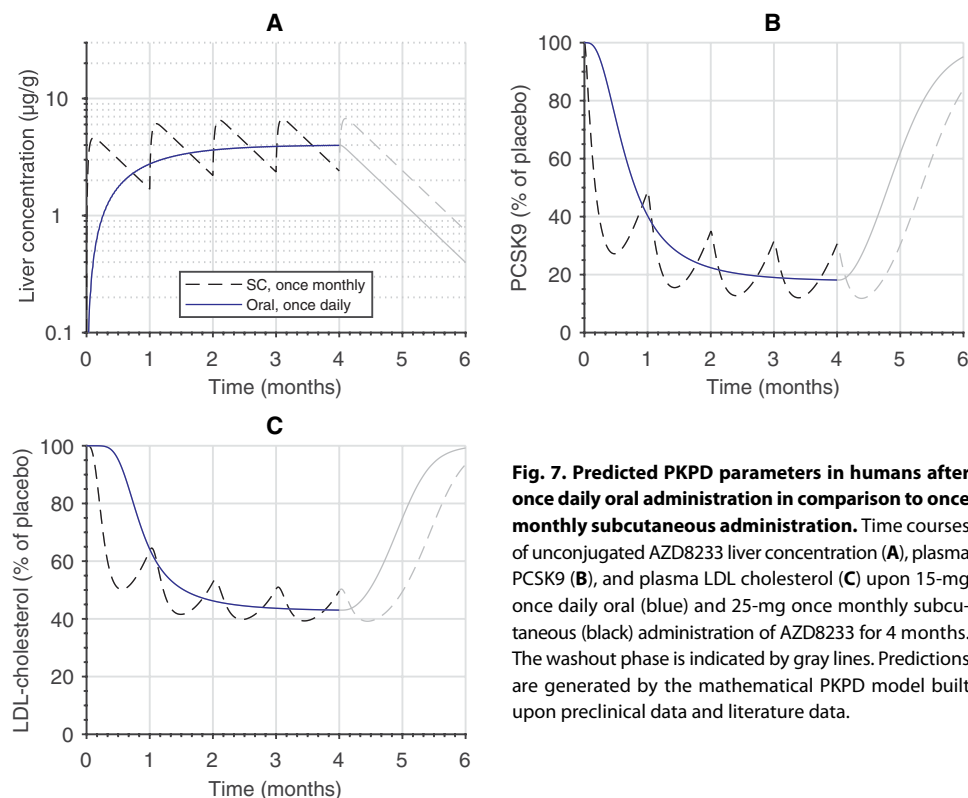 A
Liver concentration (µg/g)
10
1
0.1
SC, once monthly
Oral, once daily
0 1 2 3 4 5 6
Time (months)
B
PCSK9 (% of placebo)
100
80
60
40
20
0
0 1 2 3 4 5 6
Time (months)
C
LDL-cholesterol (% of placebo)
100
80
60
40
20
0
0 1 2 3 4 5 6
Time (months)
Fig. 7. Predicted PKPD parameters in humans after
once daily oral administration in comparison to once
monthly subcutaneous administration. Time courses
of unconjugated AZD8233 liver concentration (A), plasma
PCSK9 (B), and plasma LDL cholesterol (C) upon 15-mg
once daily oral (blue) and 25-mg once monthly subcu-
taneous (black) administration of AZD8233 for 4 months.
The washout phase is indicated by gray lines. Predictions
are generated by the mathematical PKPD model built
upon preclinical data and literature data.